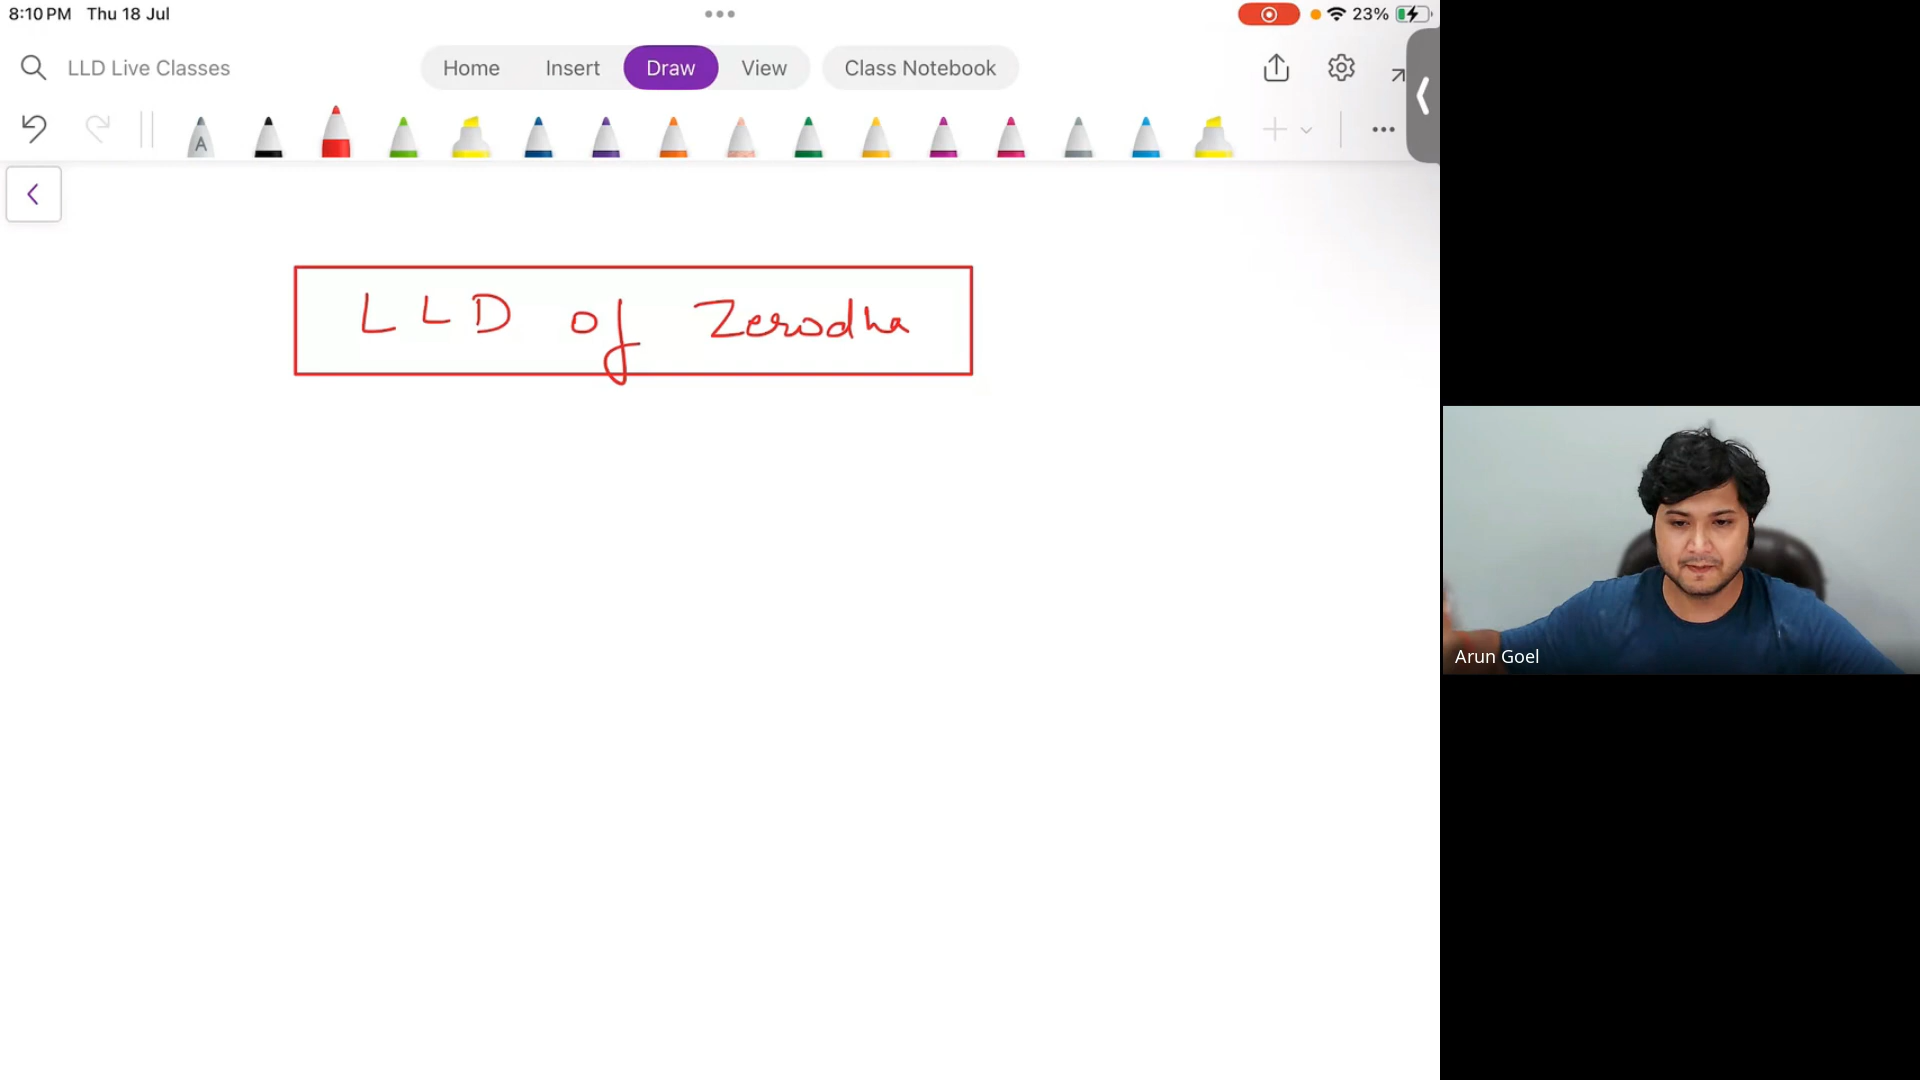 8:10 PM Thu 18 Jul
23%
LLD Live Classes
Home Insert Draw View Class Notebook
A
LLD of Zerodha
Arun Goel